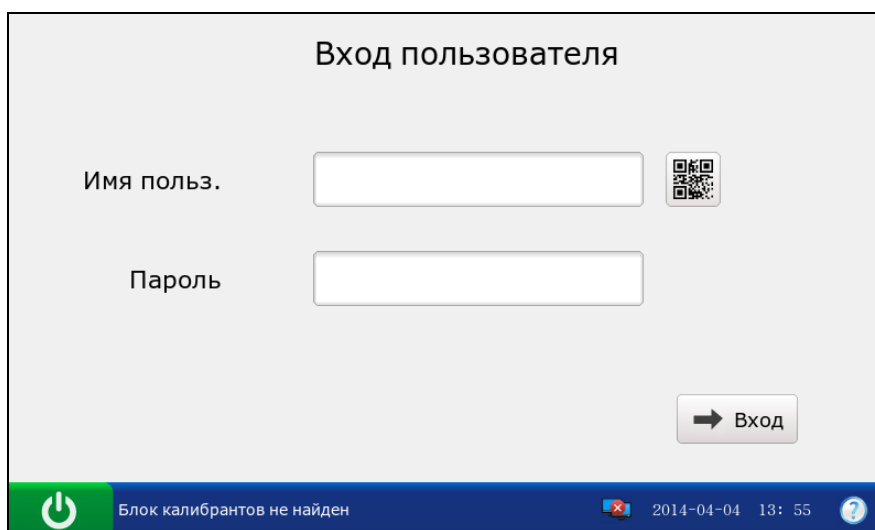 Вход пользователя
Имя польз.
Пароль
Вход
Блок калибрантов не найден 2014-04-04 13: 55 ?